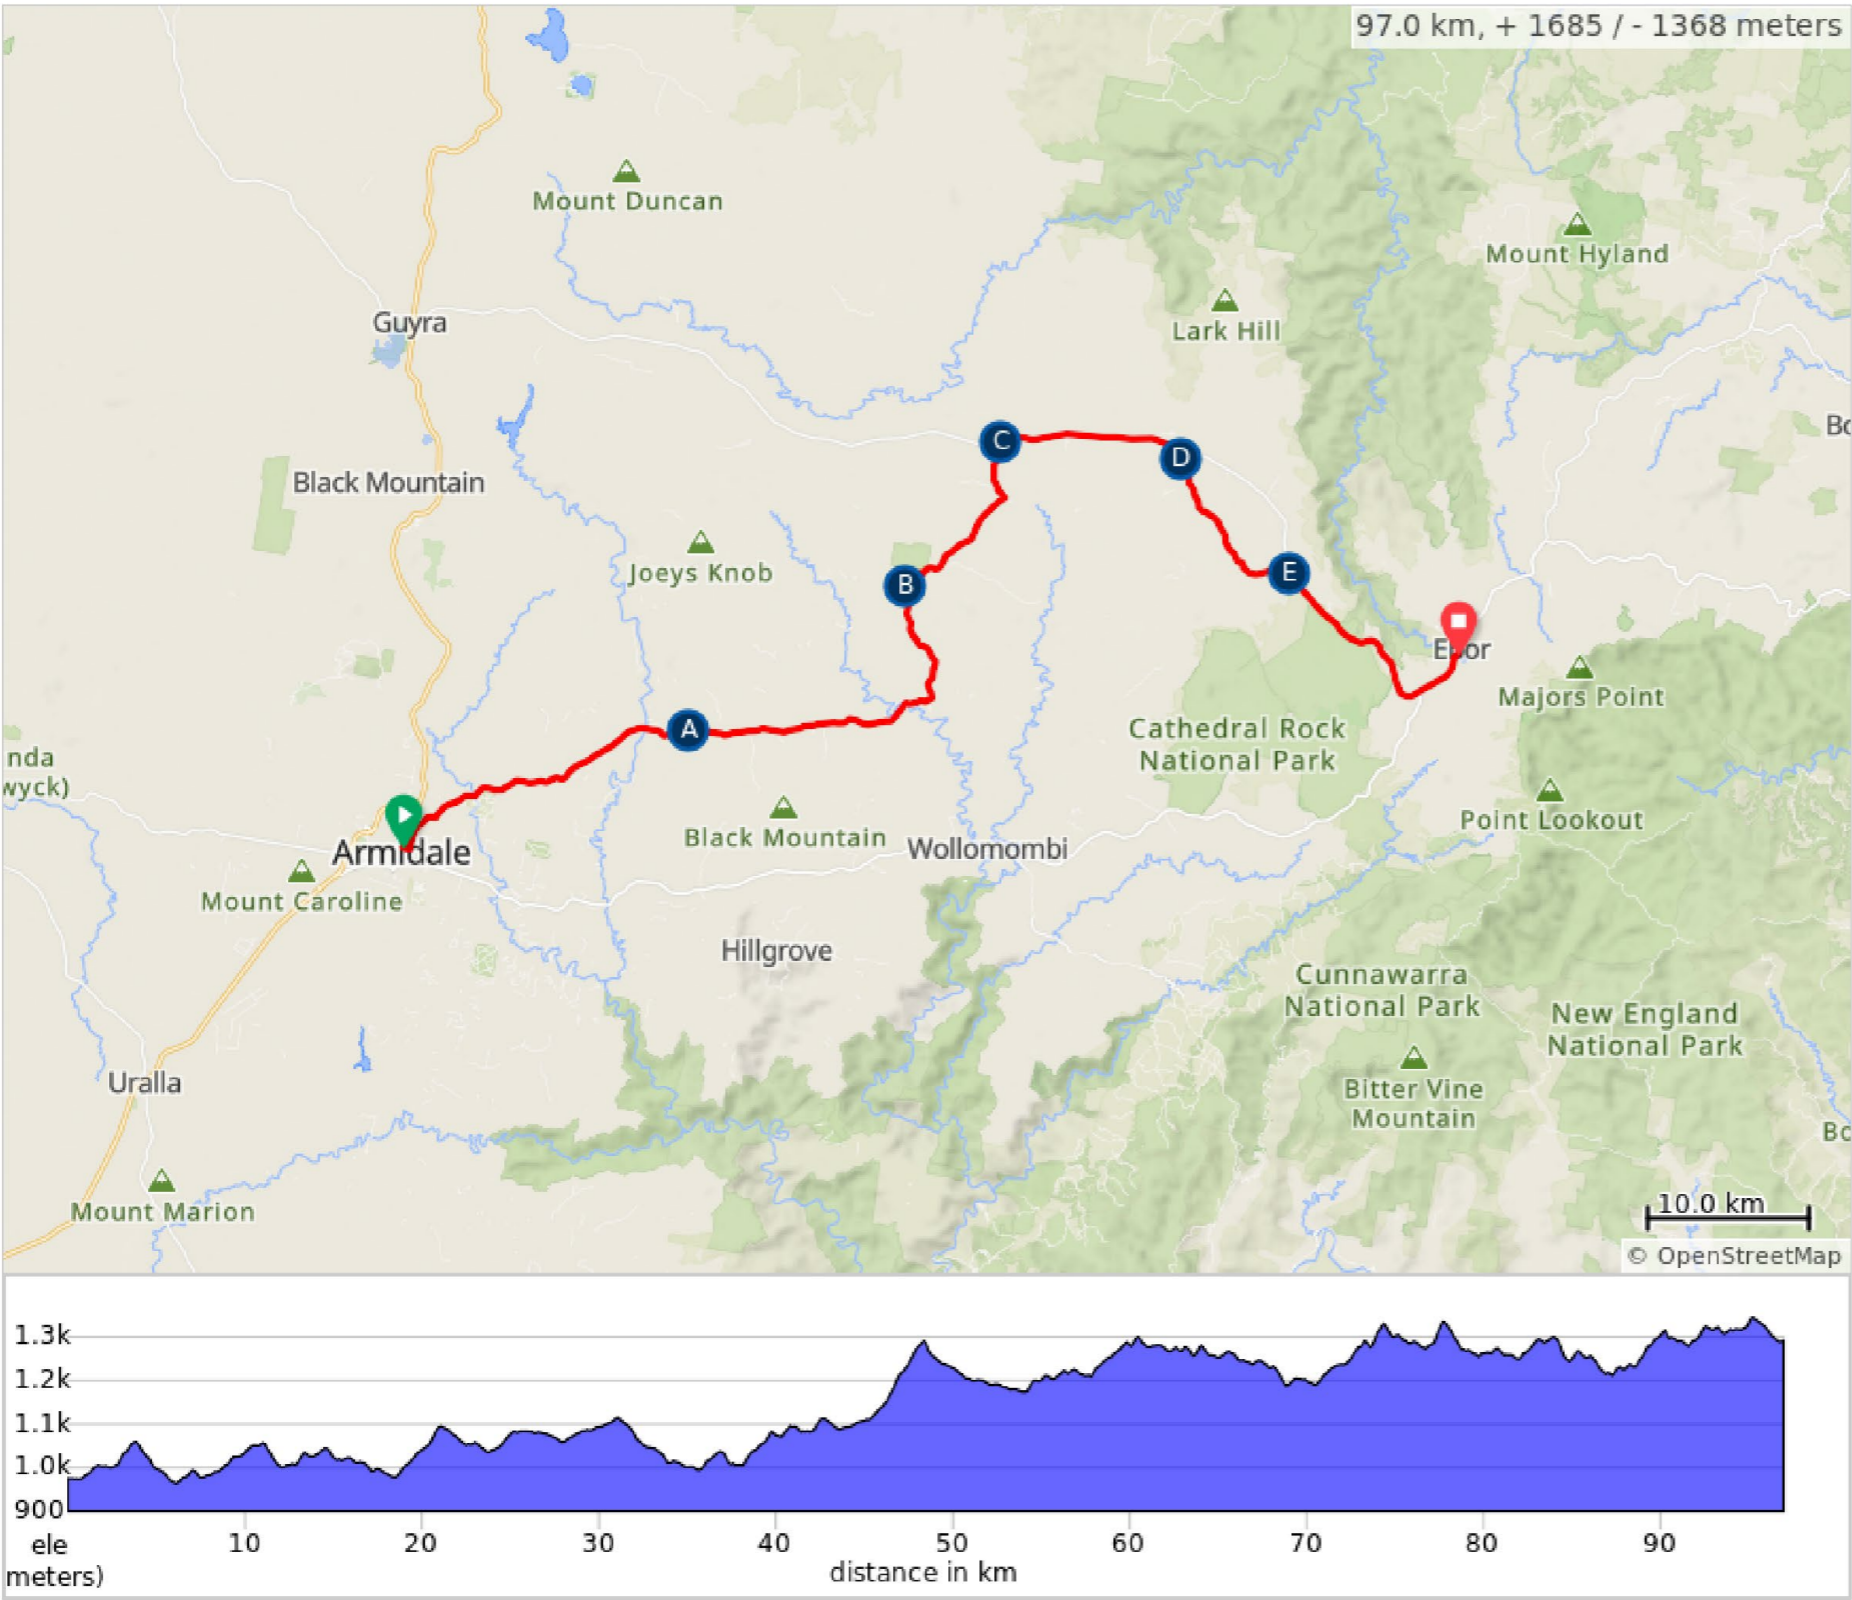 97.0 km, + 1685 / - 1368 meters
Mount Duncan
Mount Hyland
Guyra
Lark Hill
C
D
Black Mountain
Joeys Knob
E
B
Majors Point
A
Cathedral Rock
National Park
nda
wyck)
Point Lookout
Black Mountain
Wollomombi
Armidale
Mount Caroline
Hillgrove
Cunnawarra
National Park
New England
National Park
Uralla
Bitter Vine
Mountain
Mount Marion
10.0 km
© OpenStreetMap
1.3k
1.2k
1.1k
1.0k
900
ele
meters)
10
20
30
40
50
60
70
80
90
distance in km